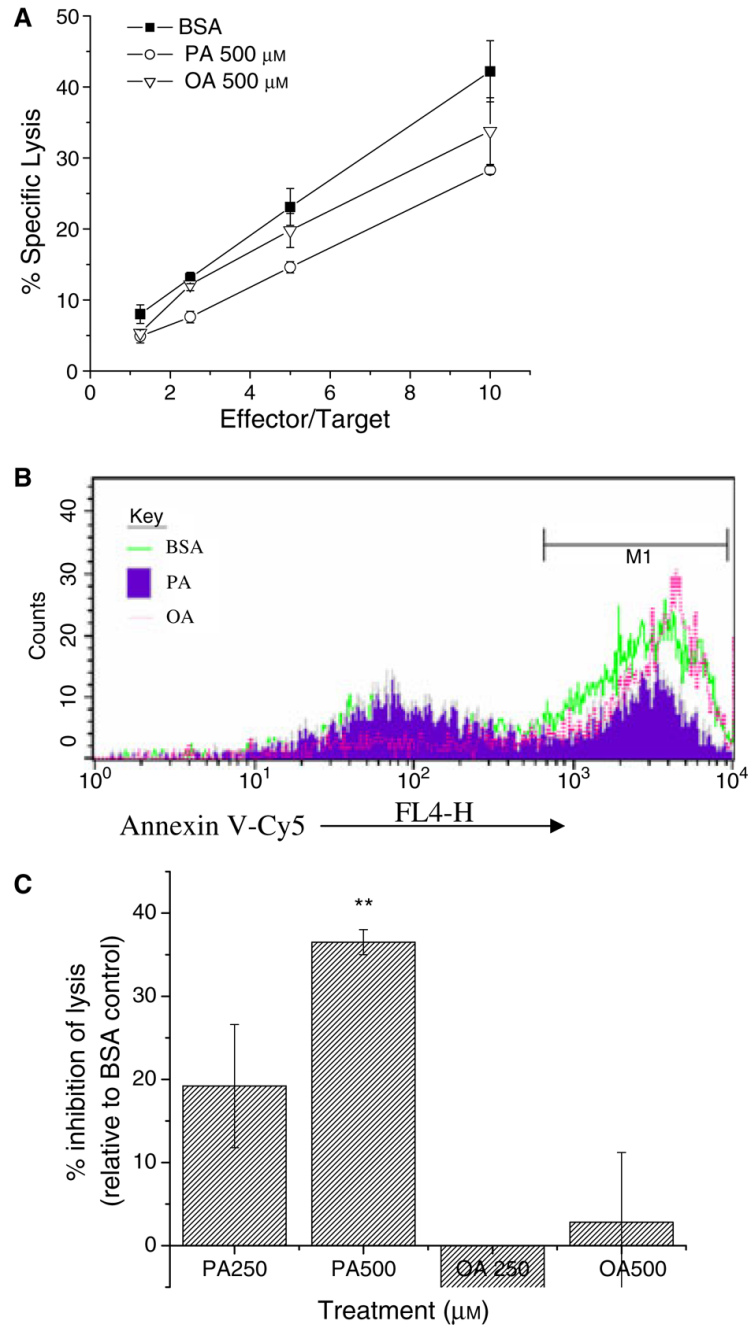 A
50
40
30
20
10
0
% Specific Lysis
BSA
PA 500 µM
OA 500 µM
0 2 4 6 8 10
Effector/Target
B
40
30
20
10
0
Counts
Key
BSA
PA
OA
M1
10^0 10^1 10^2 10^3 10^4
FL4-H
Annexin V-Cy5
C
40
30
20
10
0
% inhibition of lysis
(relative to BSA control)
**
PA250 PA500 OA 250 OA500
Treatment (µM)